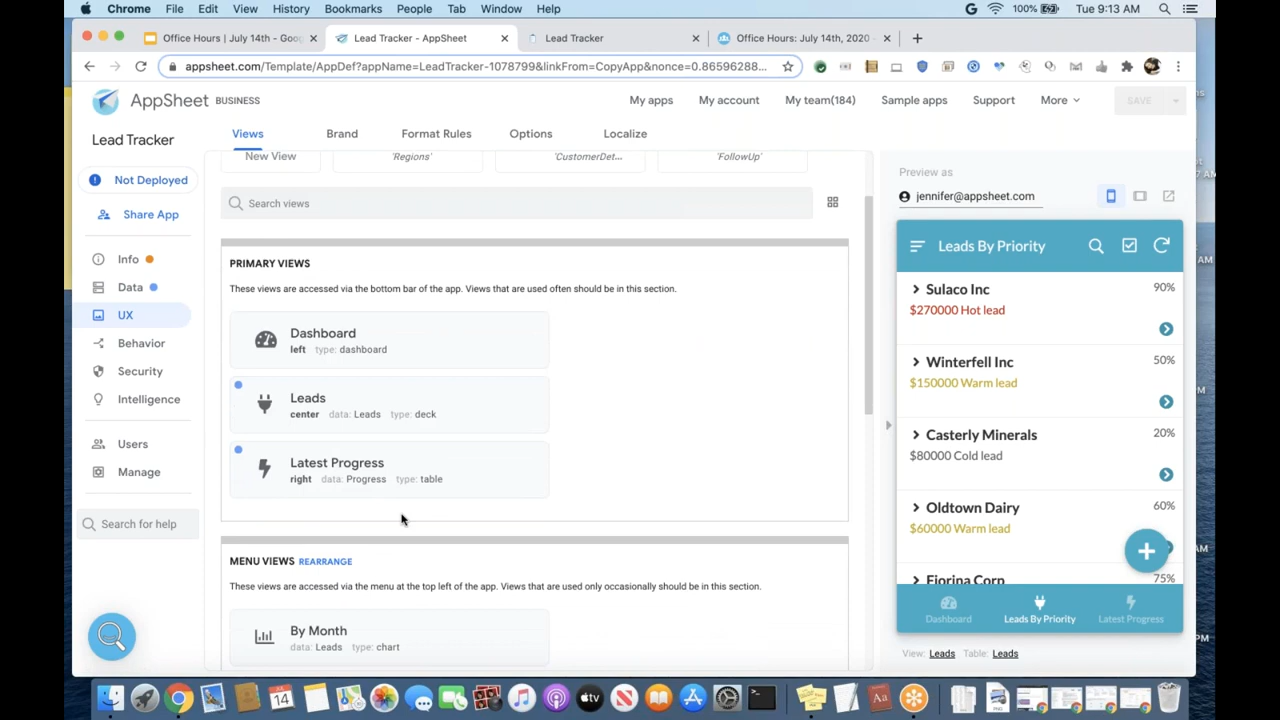 Chrome File Edit View History Bookmarks People Tab Window Help
100% Tue 9:13 AM
Office Hours | July 14th - Goog
Lead Tracker - AppSheet
Lead Tracker
Office Hours: July 14th, 2020 -
appsheet.com/Template/AppDef?appName=LeadTracker-1078799&linkFrom=CopyApp&nonce=0.86596288...
AppSheet BUSINESS
My apps My account My team(184) Sample apps Support More SAVE
Lead Tracker
Views Brand Format Rules Options Localize
New View 'Regions' 'CustomerDet... 'FollowUp'
Not Deployed
Share App
Info
Data
UX
Behavior
Security
Intelligence
Users
Manage
Search for help
Search views
PRIMARY VIEWS
These views are accessed via the bottom bar of the app. Views that are used often should be in this section.
Dashboard
left type: dashboard
Leads
center data: Leads type: deck
Latest Progress
right data: Progress type: table
MENU VIEWS REARRANGE
These views are accessed via the menu at the top left of the app. Views that are used only occasionally should be in this section.
By Month
data: Leads type: chart
Preview as
jennifer@appsheet.com
Leads By Priority
Sulaco Inc 90%
$270000 Hot lead
Winterfell Inc 50%
$150000 Warm lead
Casterly Minerals 20%
$80000 Cold lead
Oldtown Dairy 60%
$60000 Warm lead
75%
Dashboard Leads By Priority Latest Progress
View: Leads Table: Leads